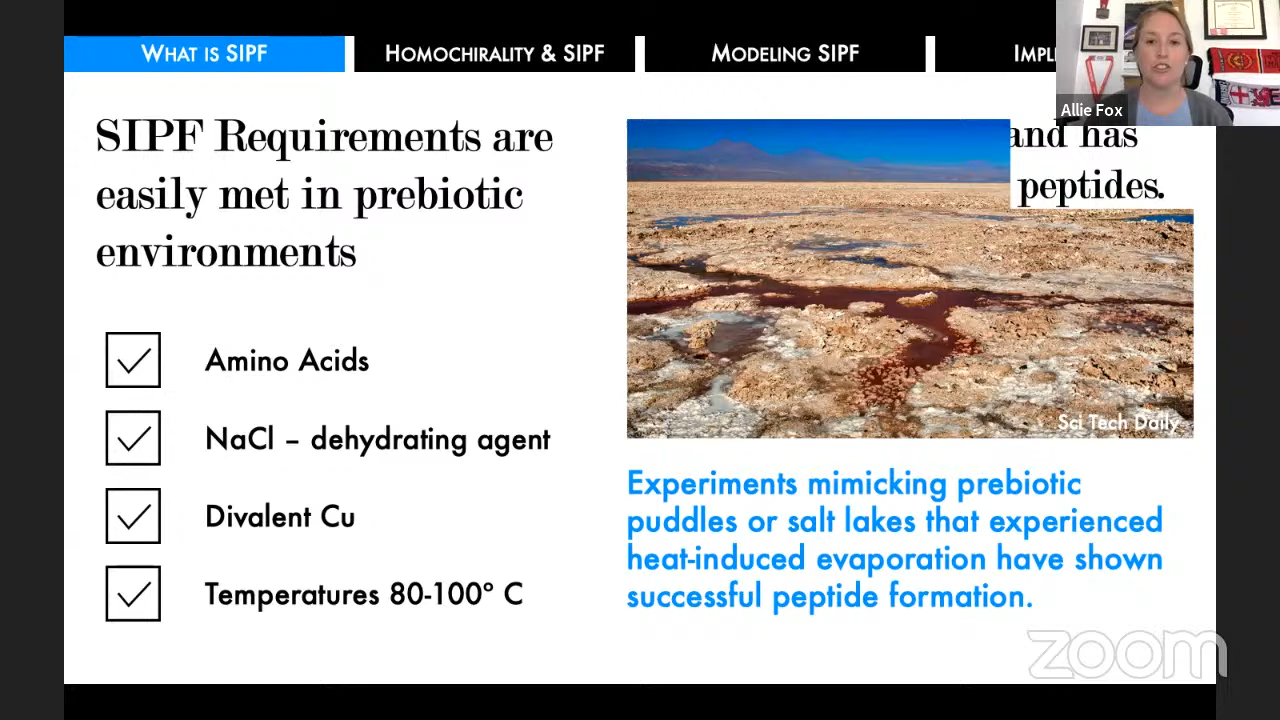 WHAT IS SIPF
HOMOCHIRALITY & SIPF
MODELING SIPF
IMPL
Allie Fox
SIPF Requirements are
easily met in prebiotic
environments
and has
peptides.
Amino Acids
NaCl – dehydrating agent
Divalent Cu
Temperatures 80-100° C
Sci Tech Daily
Experiments mimicking prebiotic
puddles or salt lakes that experienced
heat-induced evaporation have shown
successful peptide formation.
zoom